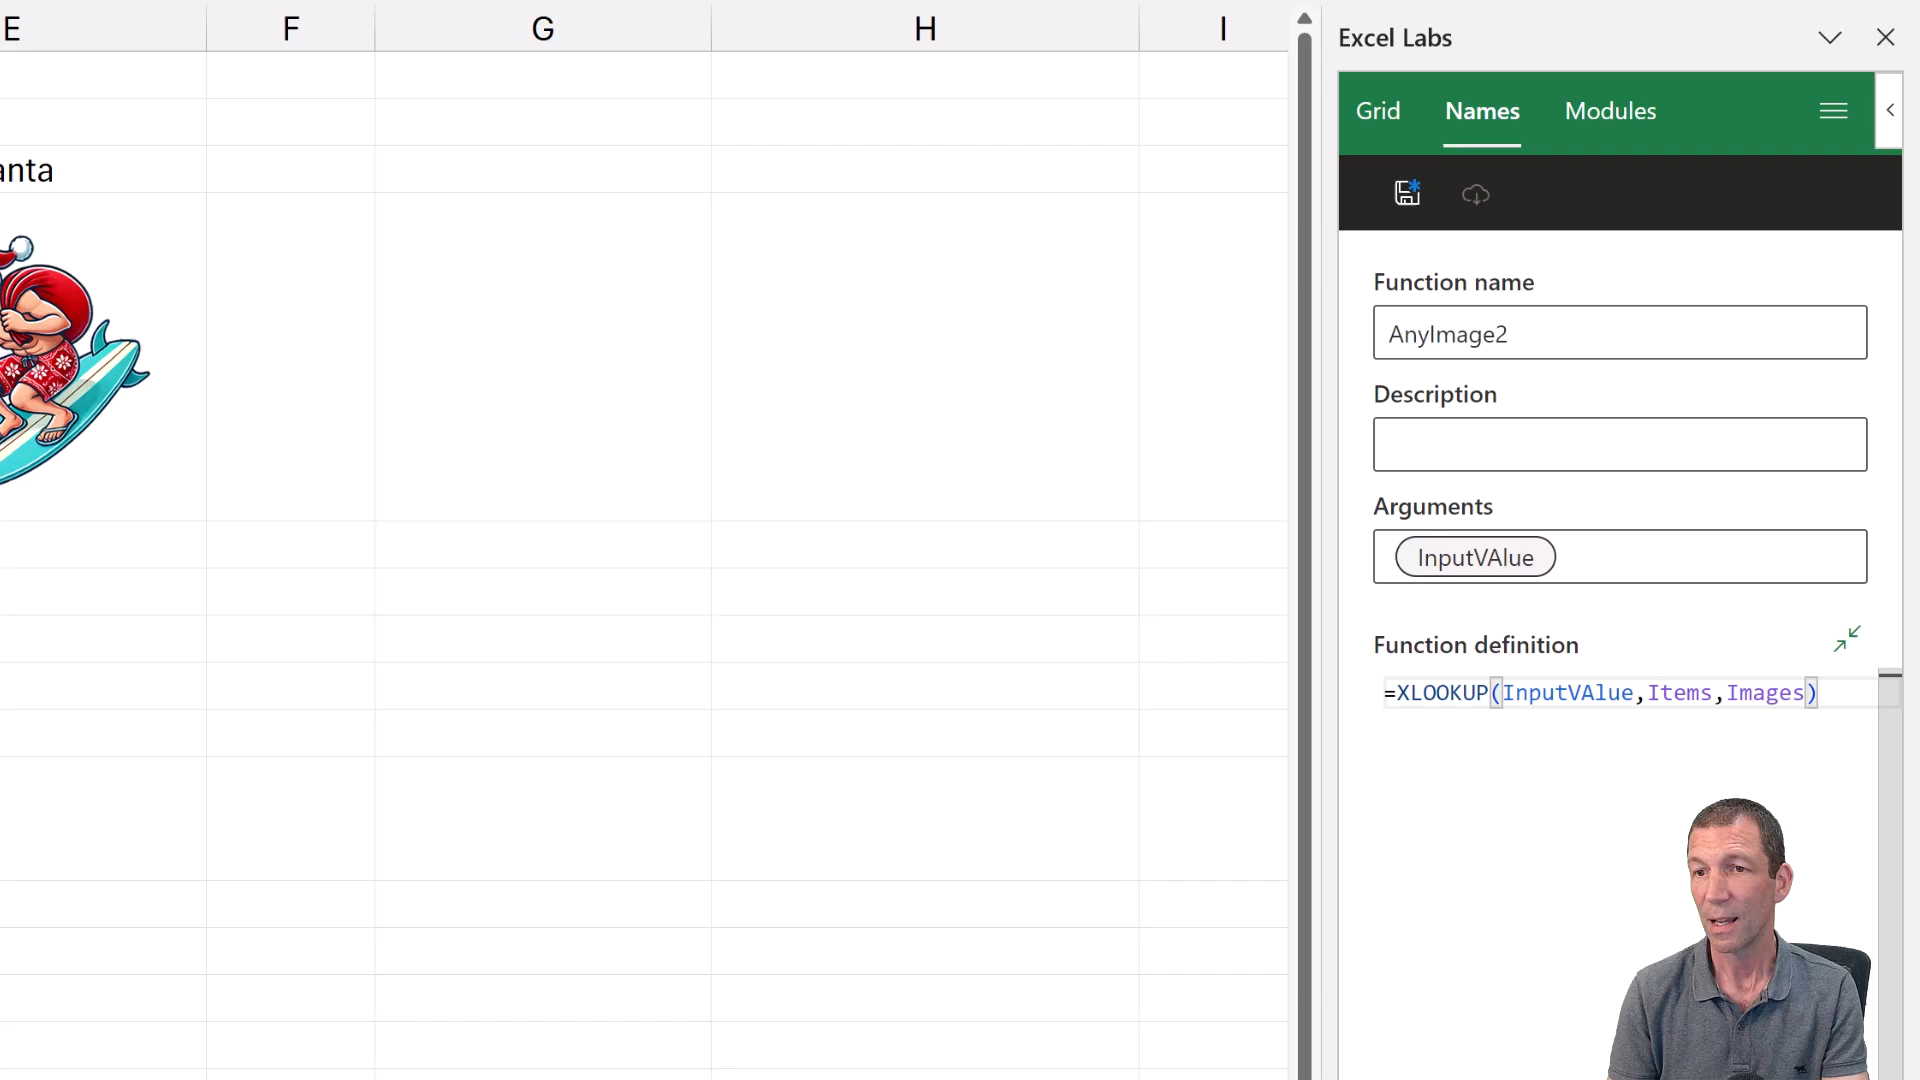 E F G H I
anta
Excel Labs
Grid Names Modules
Function name
AnyImage2
Description
Arguments
InputVAlue
Function definition
=XLOOKUP(InputVAlue,Items,Images)